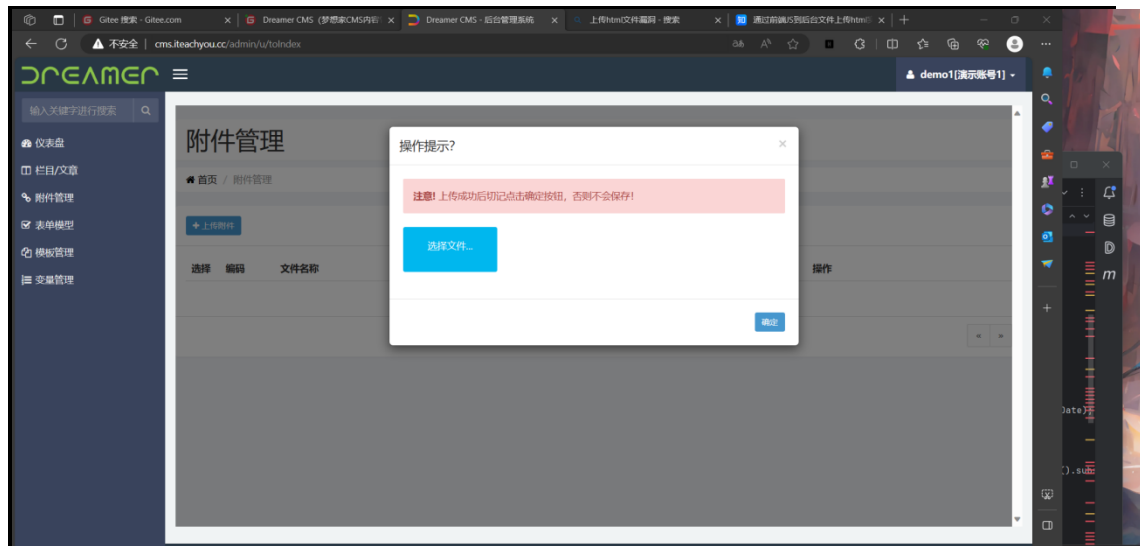 Gitee 搜索 - Gitee.com
Dreamer CMS (梦想家CMS内容
Dreamer CMS - 后台管理系统
上传html文件漏洞 - 搜索
知 通过前端JS到后台文件上传html
不安全 | cms.iteachyou.cc/admin/u/toIndex
DREAMER
demo1[演示账号1]
输入关键字进行搜索
仪表盘
栏目/文章
附件管理
表单模型
模板管理
变量管理
附件管理
首页 / 附件管理
+ 上传附件
选择 编码 文件名称 操作
操作提示?
×
注意! 上传成功后切记点击确定按钮，否则不会保存!
选择文件...
确定
« »
D
m
Date)
).sub